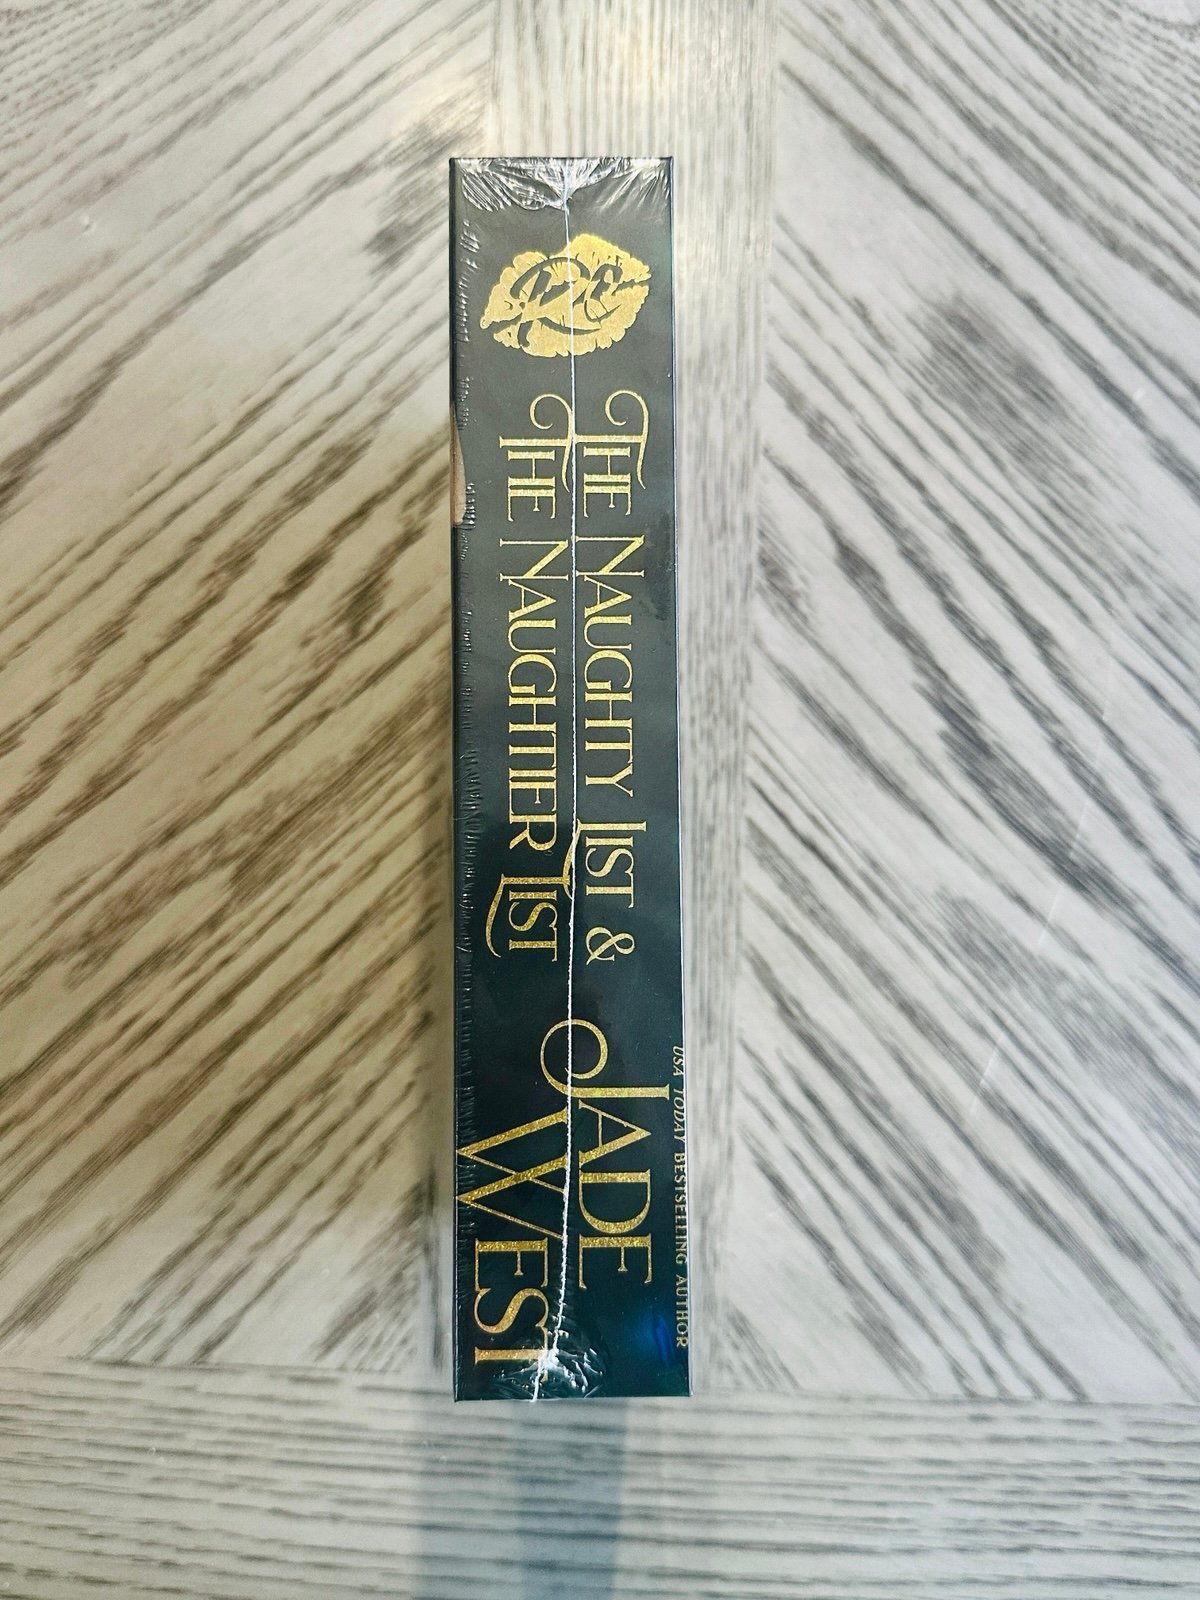 THE NAUGHTY LIST &
THE NAUGHTIER LIST
USA TODAY BESTSELLING AUTHOR
JADE
WEST